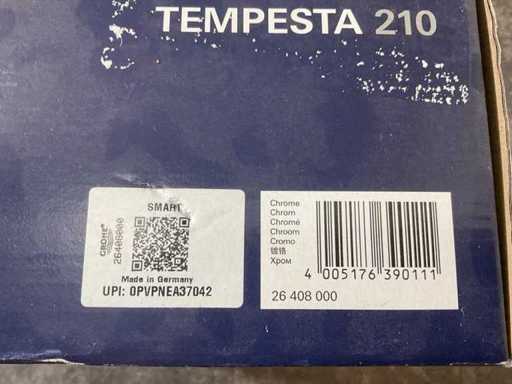 TEMPESTA 210
SMART
GROHE
26408000
Made in Germany
UPI: 0PVPNEA37042
Chrome
Chrom
Chromé
Chroom
Cromo
镀铬
Хром
4 005176 390111
26 408 000